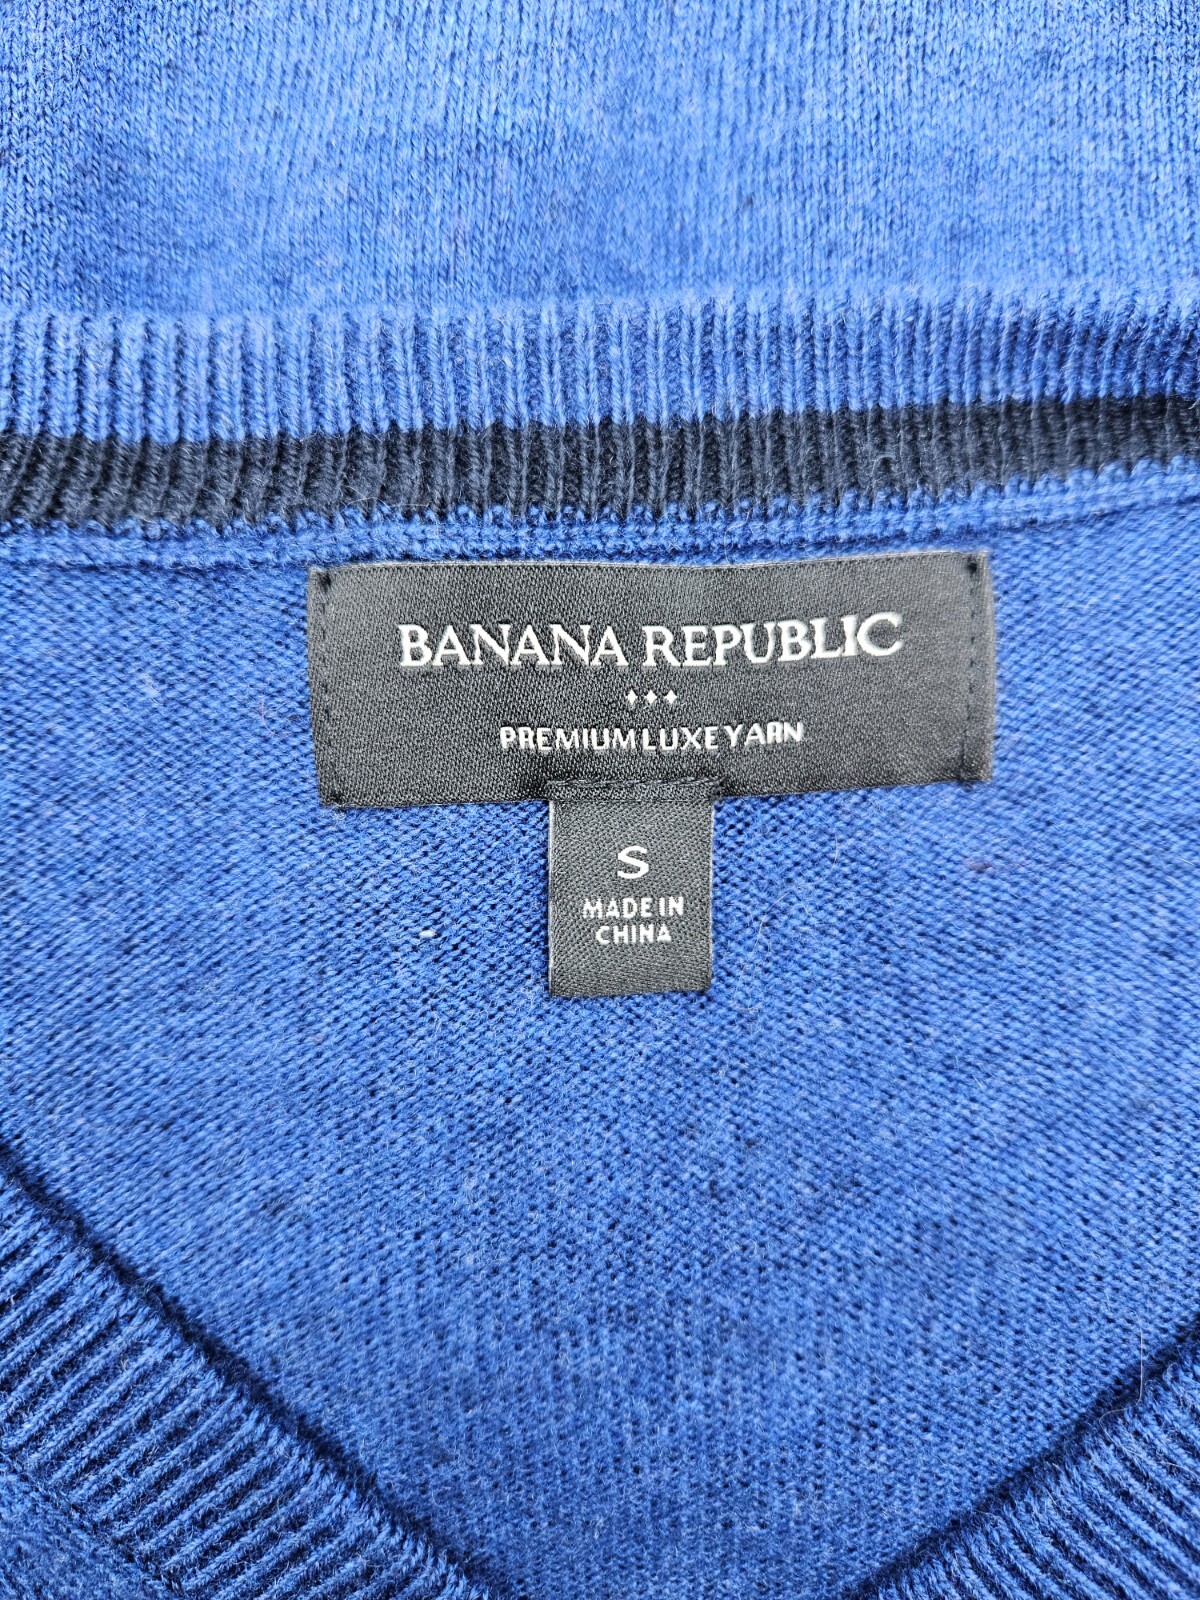 BANANA REPUBLIC
PREMIUM LUXE YARN
S
MADE IN
CHINA